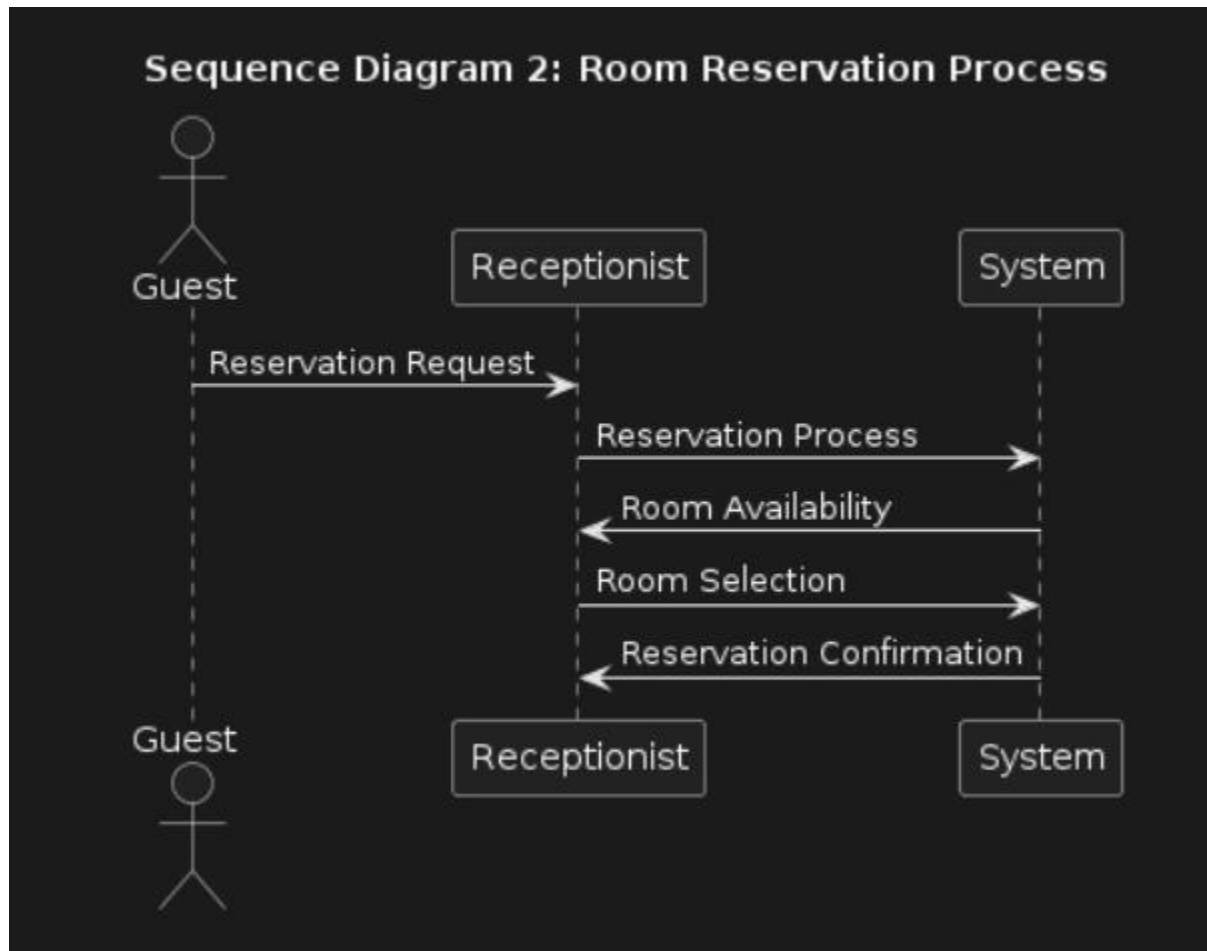 Sequence Diagram 2: Room Reservation Process
Guest
Receptionist
System
Reservation Request
Reservation Process
Room Availability
Room Selection
Reservation Confirmation
Guest
Receptionist
System